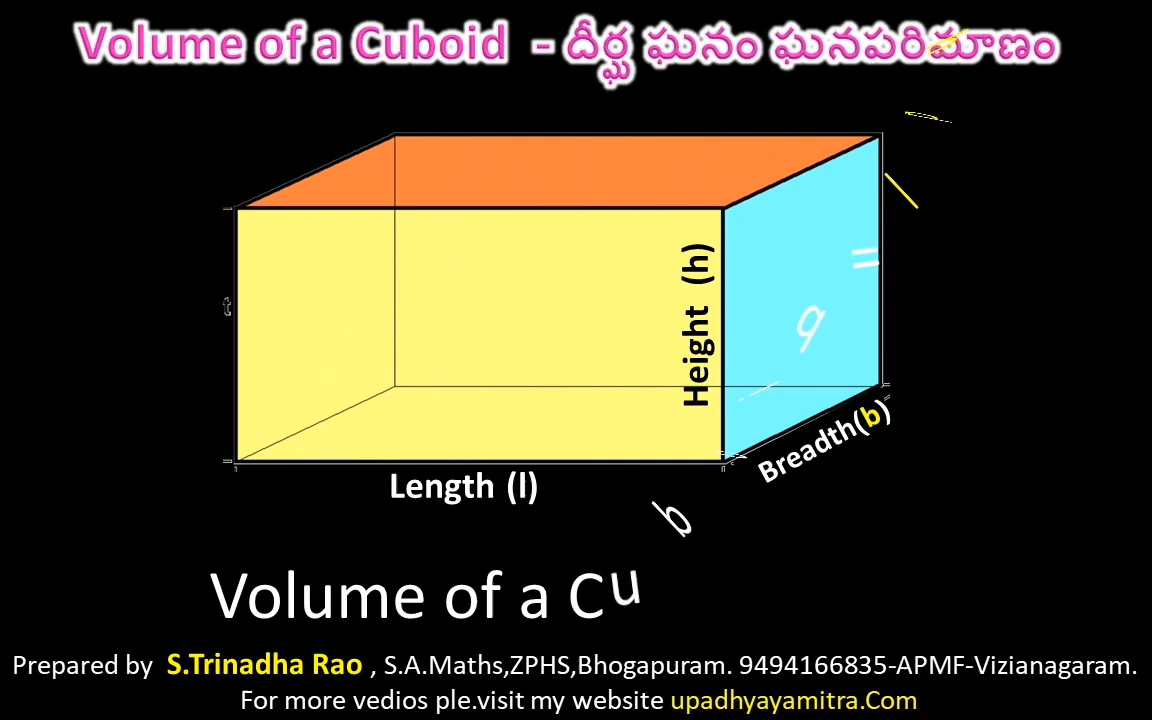 Volume of a Cuboid - దీర్ఘ ఘనం ఘనపరిమాణం
Height (h)
Breadth(b)
Length (l)
Volume of a Cu b
=
Prepared by S.Trinadha Rao , S.A.Maths,ZPHS,Bhogapuram. 9494166835-APMF-Vizianagaram.
For more vedios ple.visit my website upadhyayamitra.Com